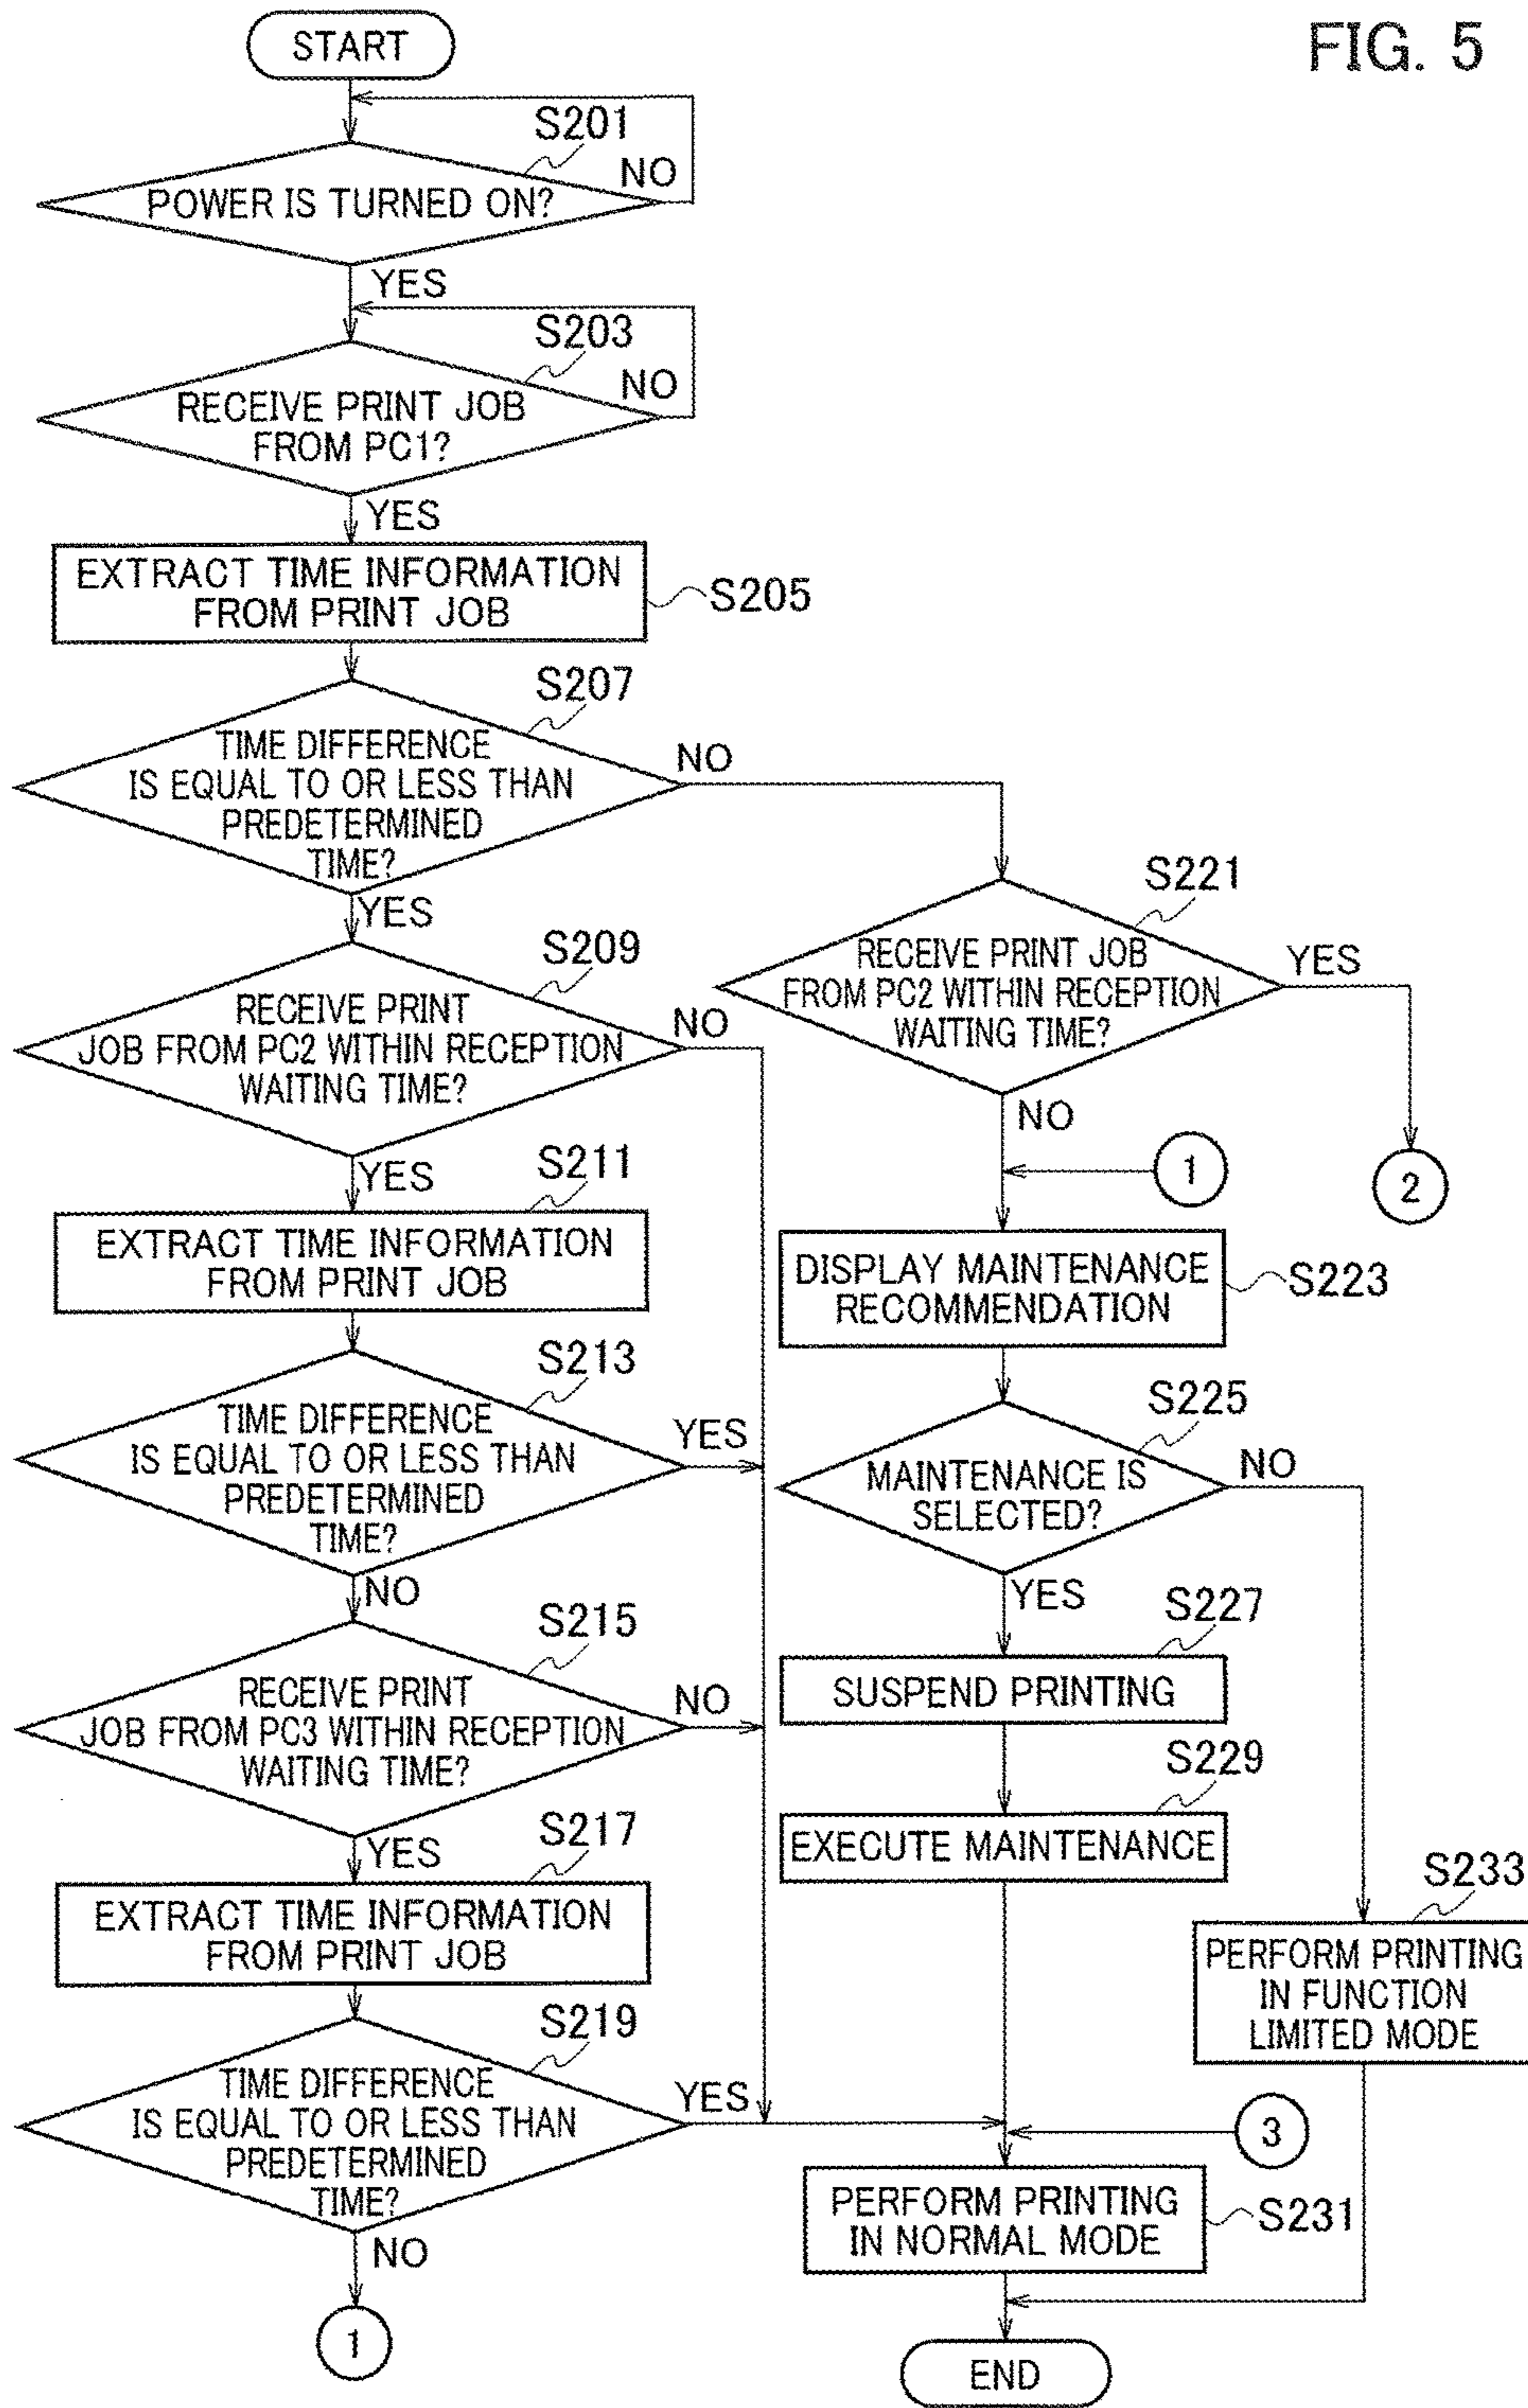 FIG. 5
START
S201
NO
POWER IS TURNED ON?
YES
S203
NO
RECEIVE PRINT JOB
FROM PC1?
YES
EXTRACT TIME INFORMATION
FROM PRINT JOB
S205
S207
TIME DIFFERENCE
IS EQUAL TO OR LESS THAN
PREDETERMINED
TIME?
NO
YES
S209
RECEIVE PRINT
JOB FROM PC2 WITHIN RECEPTION
WAITING TIME?
NO
YES
S211
EXTRACT TIME INFORMATION
FROM PRINT JOB
S213
TIME DIFFERENCE
IS EQUAL TO OR LESS THAN
PREDETERMINED
TIME?
YES
NO
S215
RECEIVE PRINT
JOB FROM PC3 WITHIN RECEPTION
WAITING TIME?
NO
YES
S217
EXTRACT TIME INFORMATION
FROM PRINT JOB
S219
TIME DIFFERENCE
IS EQUAL TO OR LESS THAN
PREDETERMINED
TIME?
YES
NO
1
S221
RECEIVE PRINT JOB
FROM PC2 WITHIN RECEPTION
WAITING TIME?
YES
2
NO
1
DISPLAY MAINTENANCE
RECOMMENDATION
S223
S225
MAINTENANCE IS
SELECTED?
NO
YES
S227
SUSPEND PRINTING
S229
EXECUTE MAINTENANCE
S233
PERFORM PRINTING
IN FUNCTION
LIMITED MODE
3
PERFORM PRINTING
IN NORMAL MODE
S231
END